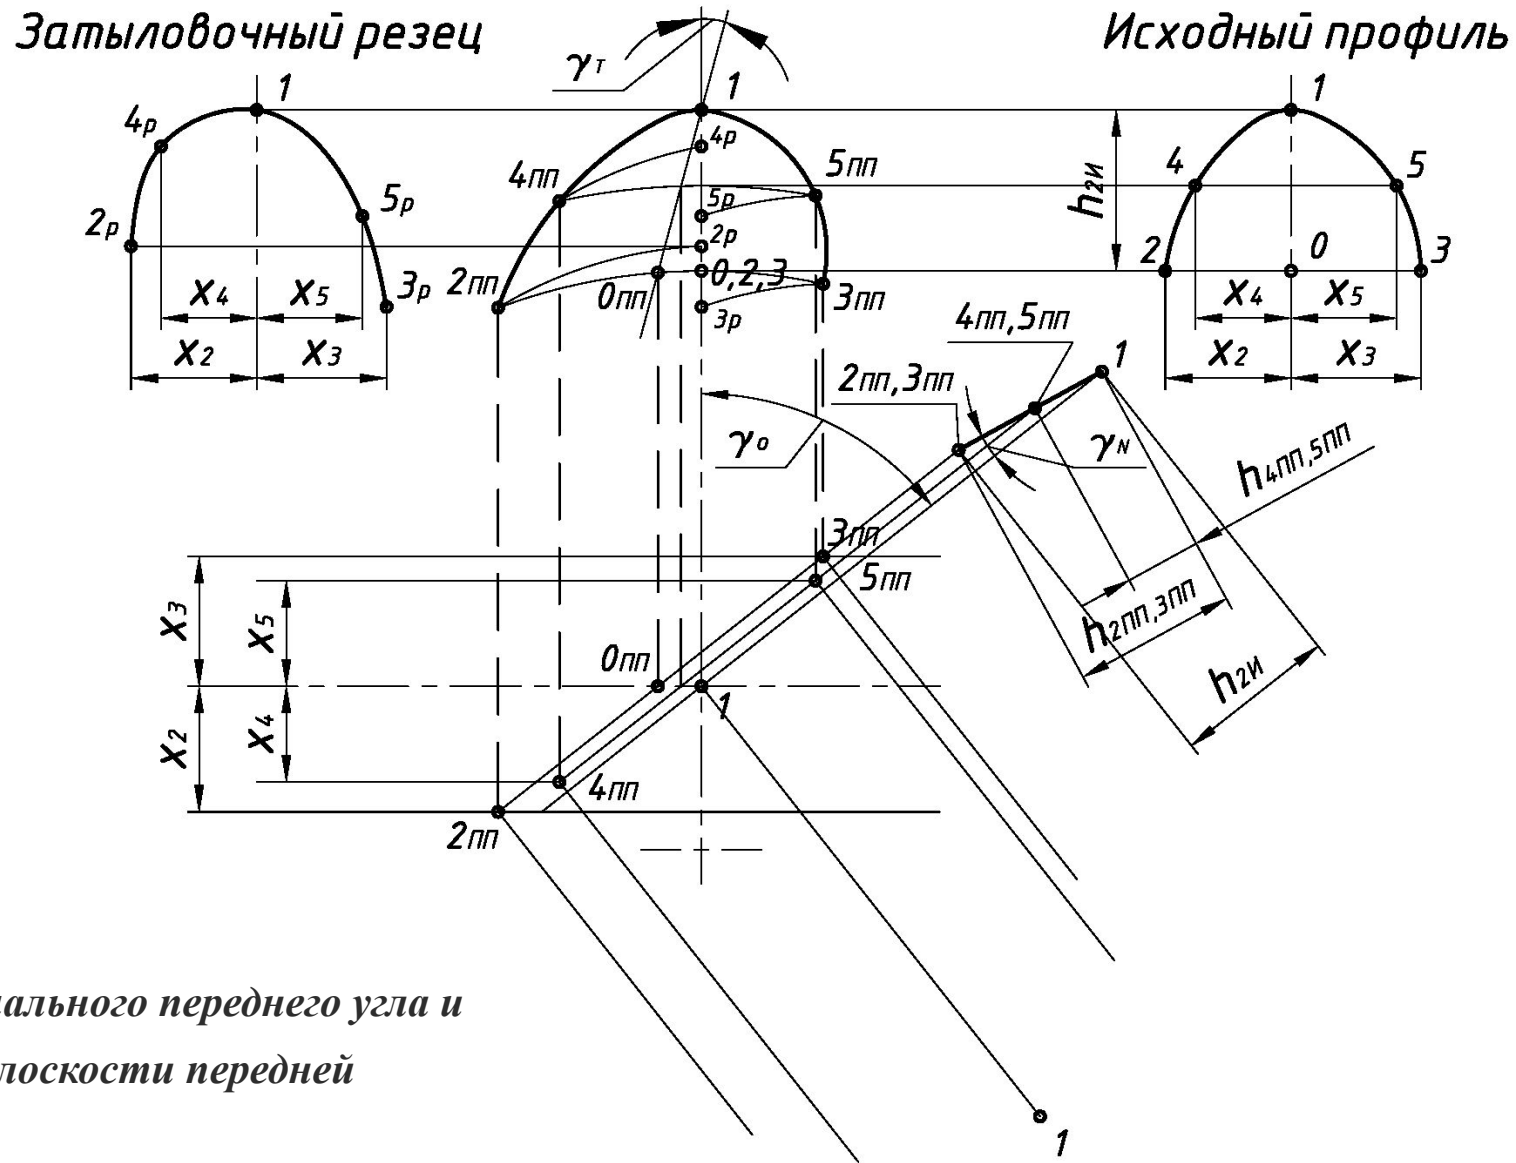 Затыловочный резец
Исходный профиль
γт
1
4р
5р
2р
3р
x4
x5
x2
x3
1
4р
5р
2р
0,2,3
3р
4пп
5пп
2пп
0пп
3пп
h2и
1
4
5
2
0
3
x4
x5
x2
x3
4пп,5пп
1
2пп,3пп
γо
γN
h4пп,5пп
h2пп,3пп
h2и
3пп
5пп
x3
x5
0пп
1
x2
x4
4пп
2пп
ального переднего угла и
лоскости передней
1